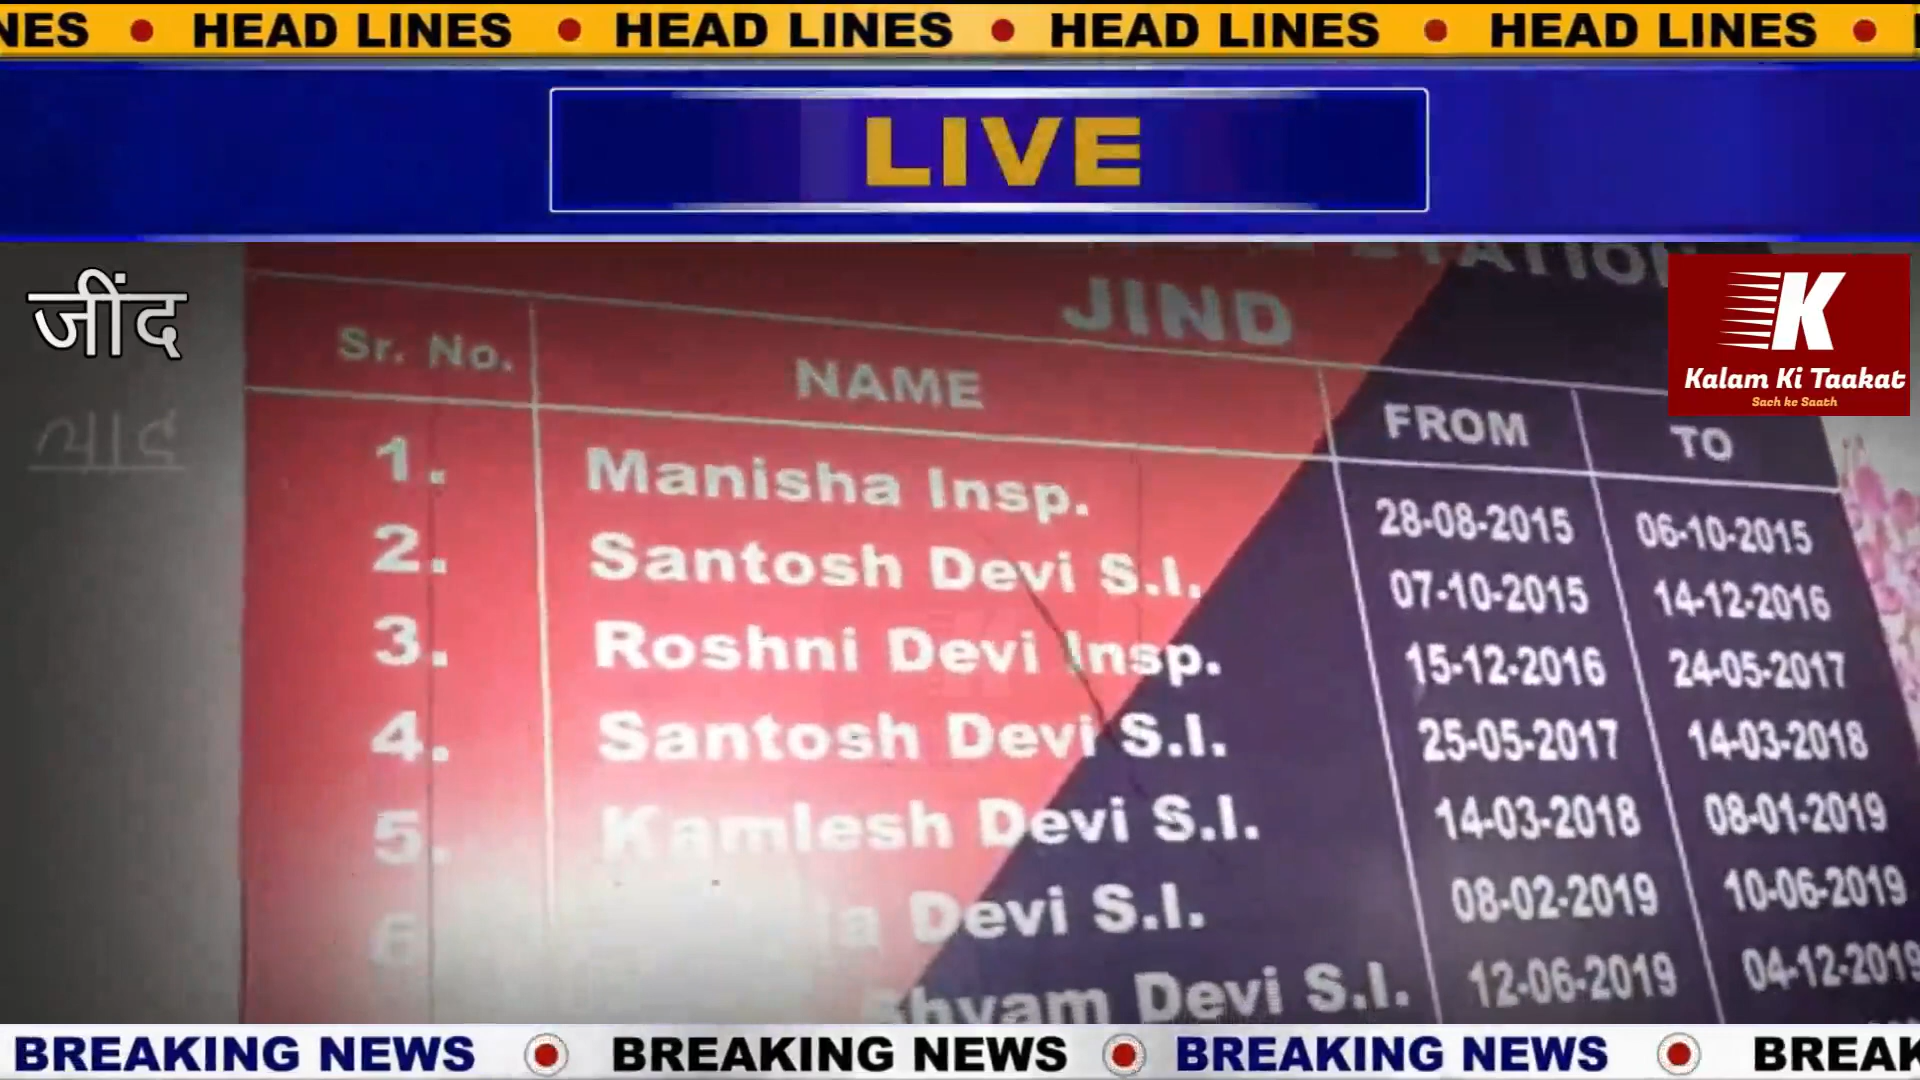 HEAD LINES HEAD LINES HEAD LINES HEAD LINES
LIVE
जींद
STATION
JIND
Kalam Ki Taakat
Sach ke Saath
Sr. No. NAME FROM TO
1. Manisha Insp. 28-08-2015 06-10-2015
2. Santosh Devi S.I. 07-10-2015 14-12-2016
3. Roshni Devi Insp. 15-12-2016 24-05-2017
4. Santosh Devi S.I. 25-05-2017 14-03-2018
5. Kamlesh Devi S.I. 14-03-2018 08-01-2019
6 Devi S.I. 08-02-2019 10-06-2019
Shyam Devi S.I. 12-06-2019 04-12-2019
BREAKING NEWS BREAKING NEWS BREAKING NEWS BREAK